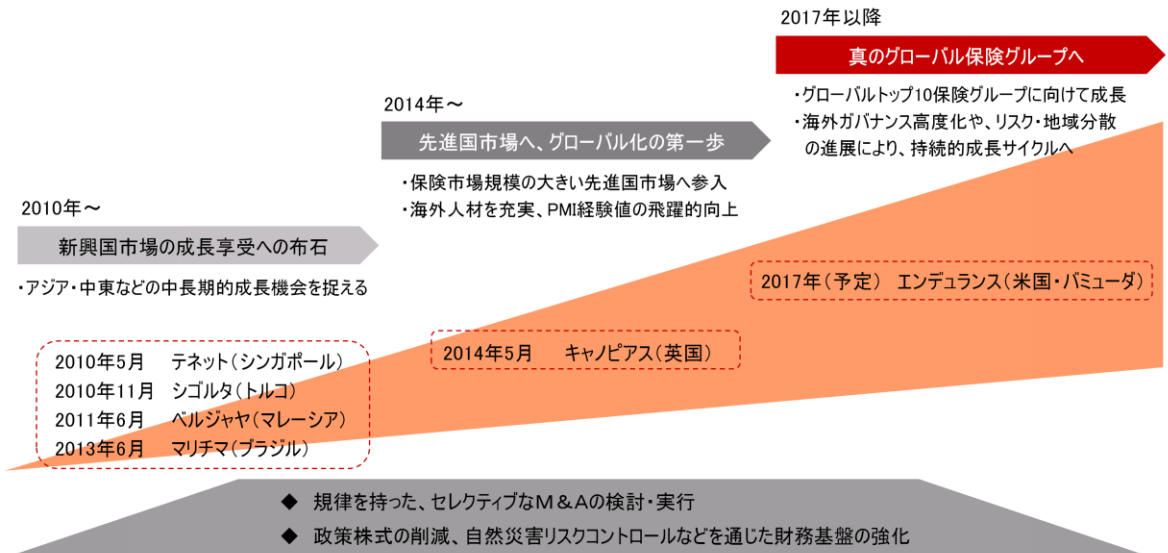 2010年～
新興国市場の成長享受への布石
・アジア・中東などの中長期的成長機会を捉える
2010年5月 テネット（シンガポール）
2010年11月 シゴルタ（トルコ）
2011年6月 ベルジャヤ（マレーシア）
2013年6月 マリチマ（ブラジル）
2014年～
先進国市場へ、グローバル化の第一歩
・保険市場規模の大きい先進国市場へ参入
・海外人材を充実、PMI経験値の飛躍的向上
2014年5月 キャノピアス（英国）
2017年以降
真のグローバル保険グループへ
・グローバルトップ10保険グループに向けて成長
・海外ガバナンス高度化や、リスク・地域分散
の進展により、持続的成長サイクルへ
2017年（予定） エンデュランス（米国・バミューダ）
◆ 規律を持った、セレクティブなＭ＆Ａの検討・実行
◆ 政策株式の削減、自然災害リスクコントロールなどを通じた財務基盤の強化